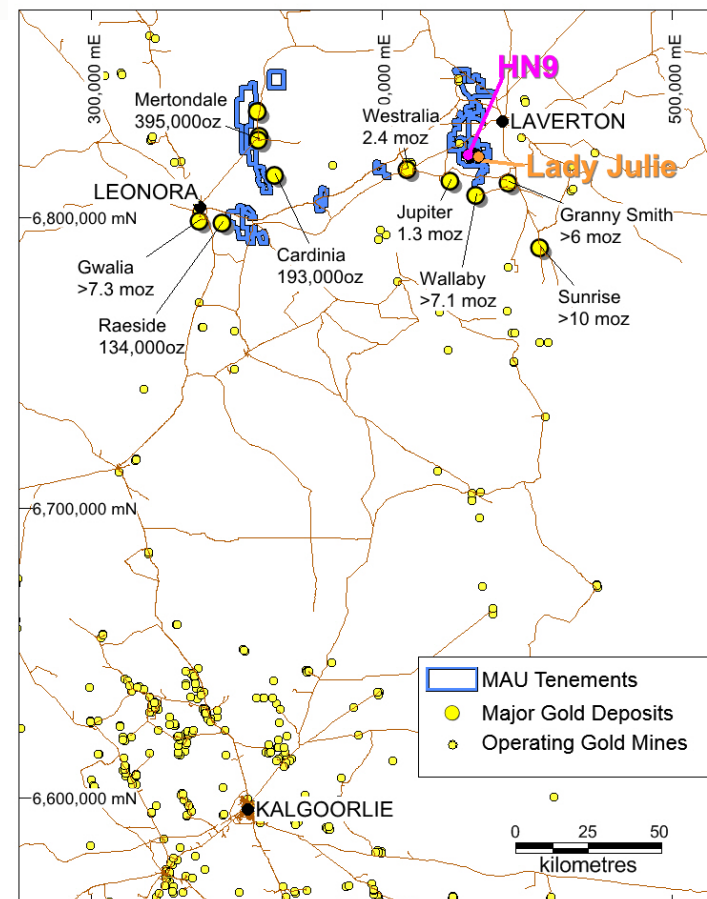 300,000 mE
0,000 mE
500,000 mE
HN9
Mertondale
395,000oz
Westralia
2.4 moz
LAVERTON
Lady Julie
LEONORA
6,800,000 mN
Jupiter
1.3 moz
Granny Smith
>6 moz
Gwalia
>7.3 moz
Cardinia
193,000oz
Wallaby
>7.1 moz
Sunrise
>10 moz
Raeside
134,000oz
6,700,000 mN
MAU Tenements
Major Gold Deposits
Operating Gold Mines
6,600,000 mN
KALGOORLIE
0 25 50
kilometres